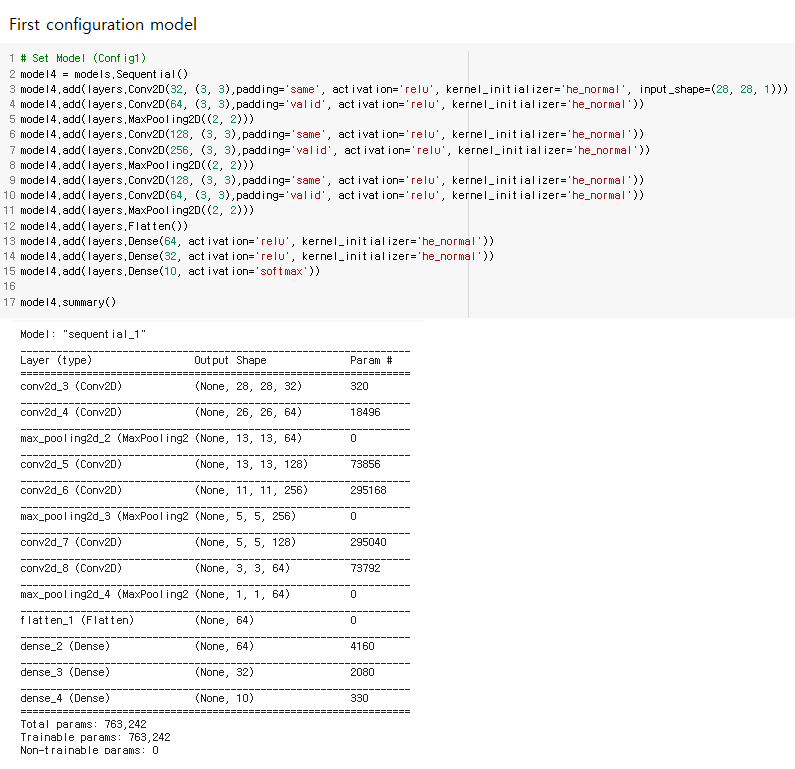 First configuration model
1 # Set Model (Config1)
2 model4 = models.Sequential()
3 model4.add(layers.Conv2D(32, (3, 3),padding='same', activation='relu', kernel_initializer='he_normal', input_shape=(28, 28, 1)))
4 model4.add(layers.Conv2D(64, (3, 3),padding='valid', activation='relu', kernel_initializer='he_normal'))
5 model4.add(layers.MaxPooling2D((2, 2)))
6 model4.add(layers.Conv2D(128, (3, 3),padding='same', activation='relu', kernel_initializer='he_normal'))
7 model4.add(layers.Conv2D(256, (3, 3),padding='valid', activation='relu', kernel_initializer='he_normal'))
8 model4.add(layers.MaxPooling2D((2, 2)))
9 model4.add(layers.Conv2D(128, (3, 3),padding='same', activation='relu', kernel_initializer='he_normal'))
10 model4.add(layers.Conv2D(64, (3, 3),padding='valid', activation='relu', kernel_initializer='he_normal'))
11 model4.add(layers.MaxPooling2D((2, 2)))
12 model4.add(layers.Flatten())
13 model4.add(layers.Dense(64, activation='relu', kernel_initializer='he_normal'))
14 model4.add(layers.Dense(32, activation='relu', kernel_initializer='he_normal'))
15 model4.add(layers.Dense(10, activation='softmax'))
16
17 model4.summary()
Model: "sequential_1"
Layer (type) Output Shape Param #
conv2d_3 (Conv2D) (None, 28, 28, 32) 320
conv2d_4 (Conv2D) (None, 26, 26, 64) 18496
max_pooling2d_2 (MaxPooling2 (None, 13, 13, 64) 0
conv2d_5 (Conv2D) (None, 13, 13, 128) 73856
conv2d_6 (Conv2D) (None, 11, 11, 256) 295168
max_pooling2d_3 (MaxPooling2 (None, 5, 5, 256) 0
conv2d_7 (Conv2D) (None, 5, 5, 128) 295040
conv2d_8 (Conv2D) (None, 3, 3, 64) 73792
max_pooling2d_4 (MaxPooling2 (None, 1, 1, 64) 0
flatten_1 (Flatten) (None, 64) 0
dense_2 (Dense) (None, 64) 4160
dense_3 (Dense) (None, 32) 2080
dense_4 (Dense) (None, 10) 330
Total params: 763,242
Trainable params: 763,242
Non-trainable params: 0